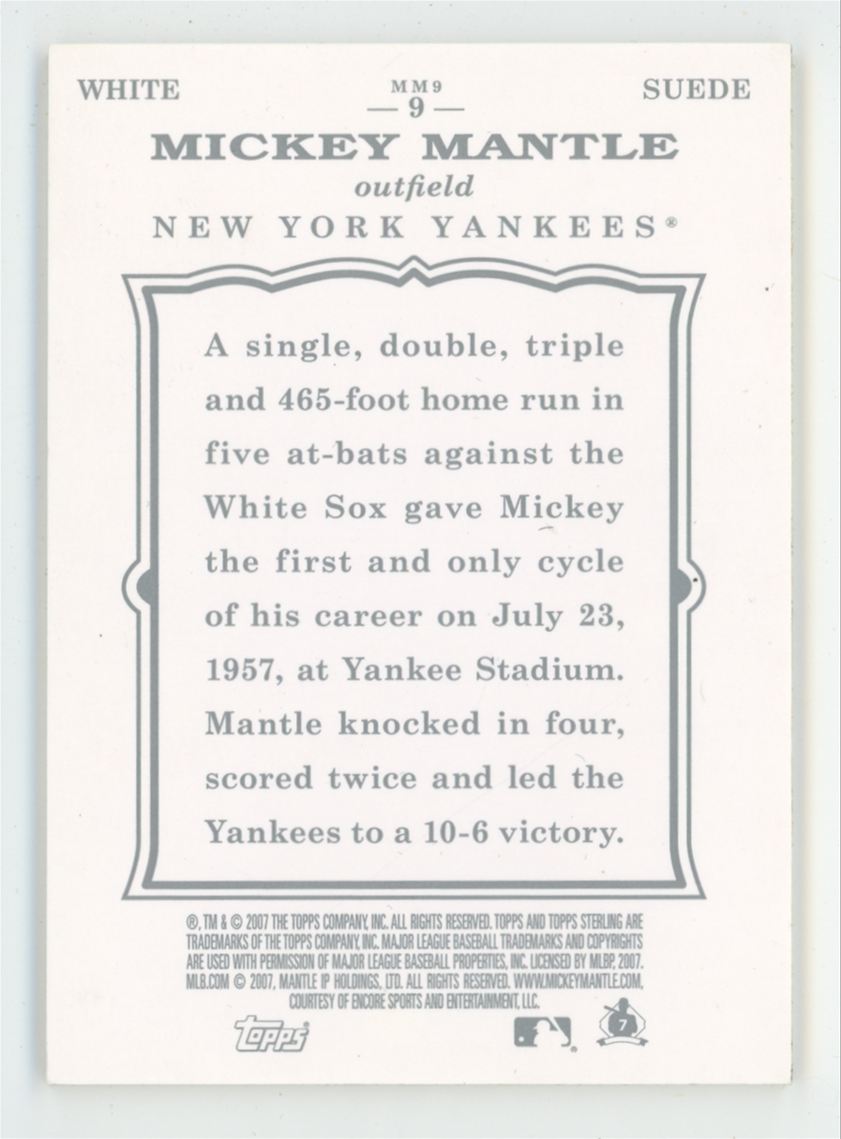 WHITE MM9 SUEDE
— 9 —
MICKEY MANTLE
outfield
NEW YORK YANKEES®
A single, double, triple
and 465-foot home run in
five at-bats against the
White Sox gave Mickey
the first and only cycle
of his career on July 23,
1957, at Yankee Stadium.
Mantle knocked in four,
scored twice and led the
Yankees to a 10-6 victory.
®, TM & © 2007 THE TOPPS COMPANY, INC. ALL RIGHTS RESERVED. TOPPS AND TOPPS STERLING ARE
TRADEMARKS OF THE TOPPS COMPANY, INC. MAJOR LEAGUE BASEBALL TRADEMARKS AND COPYRIGHTS
ARE USED WITH PERMISSION OF MAJOR LEAGUE BASEBALL PROPERTIES, INC. LICENSED BY MLBP, 2007.
MLB.COM © 2007, MANTLE IP HOLDINGS, LTD. ALL RIGHTS RESERVED. WWW.MICKEYMANTLE.COM,
COURTESY OF ENCORE SPORTS AND ENTERTAINMENT, LLC.
topps ® ® 7